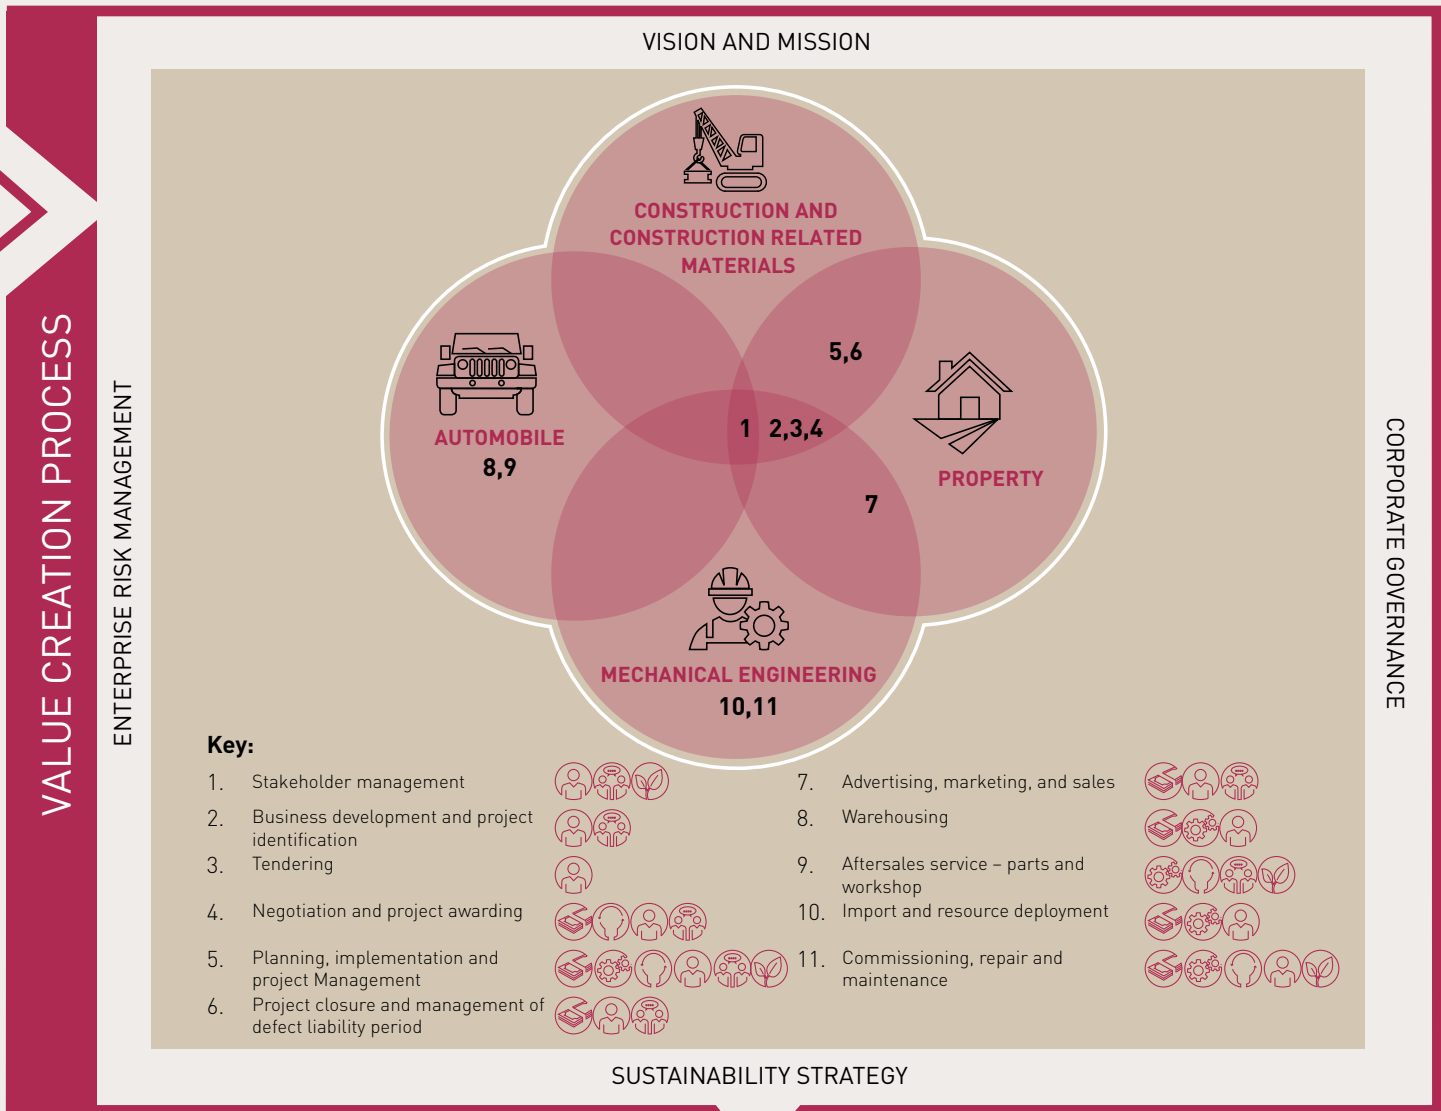 VISION AND MISSION
VALUE CREATION PROCESS
ENTERPRISE RISK MANAGEMENT
CONSTRUCTION AND
CONSTRUCTION RELATED
MATERIALS
5,6
AUTOMOBILE
8,9
1 2,3,4
PROPERTY
7
MECHANICAL ENGINEERING
10,11
CORPORATE GOVERNANCE
Key:
1. Stakeholder management
2. Business development and project
identification
3. Tendering
4. Negotiation and project awarding
5. Planning, implementation and
project Management
6. Project closure and management of
defect liability period
7. Advertising, marketing, and sales
8. Warehousing
9. Aftersales service – parts and
workshop
10. Import and resource deployment
11. Commissioning, repair and
maintenance
SUSTAINABILITY STRATEGY